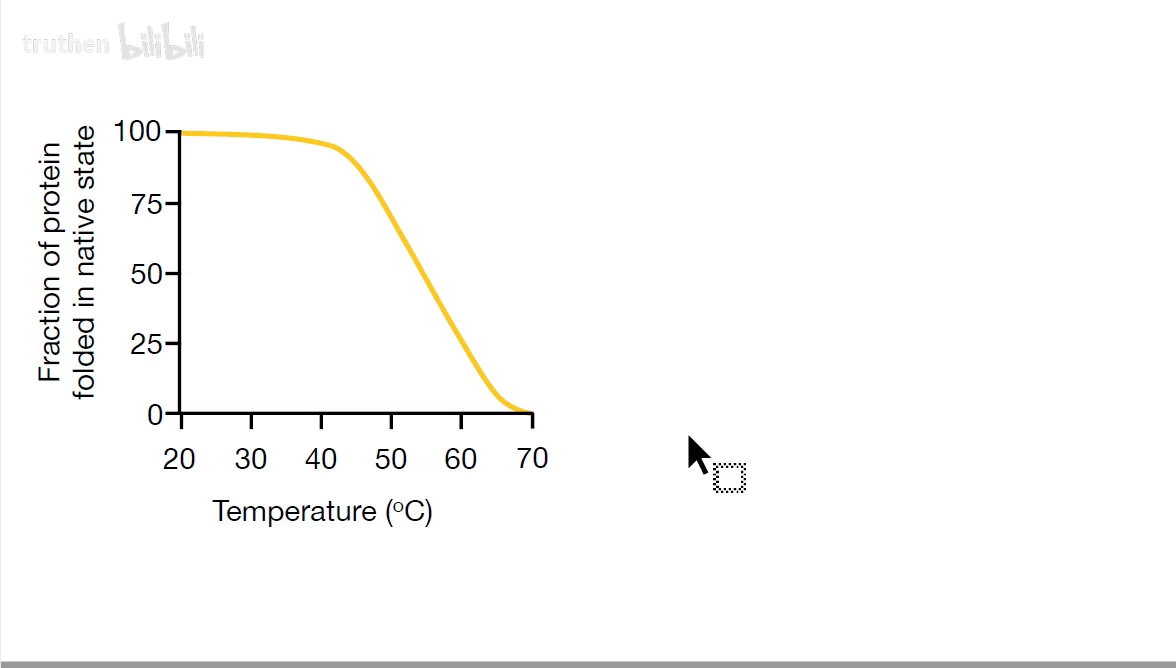 truthen bilibili
Fraction of protein
folded in native state
100
75
50
25
0
20 30 40 50 60 70
Temperature (°C)